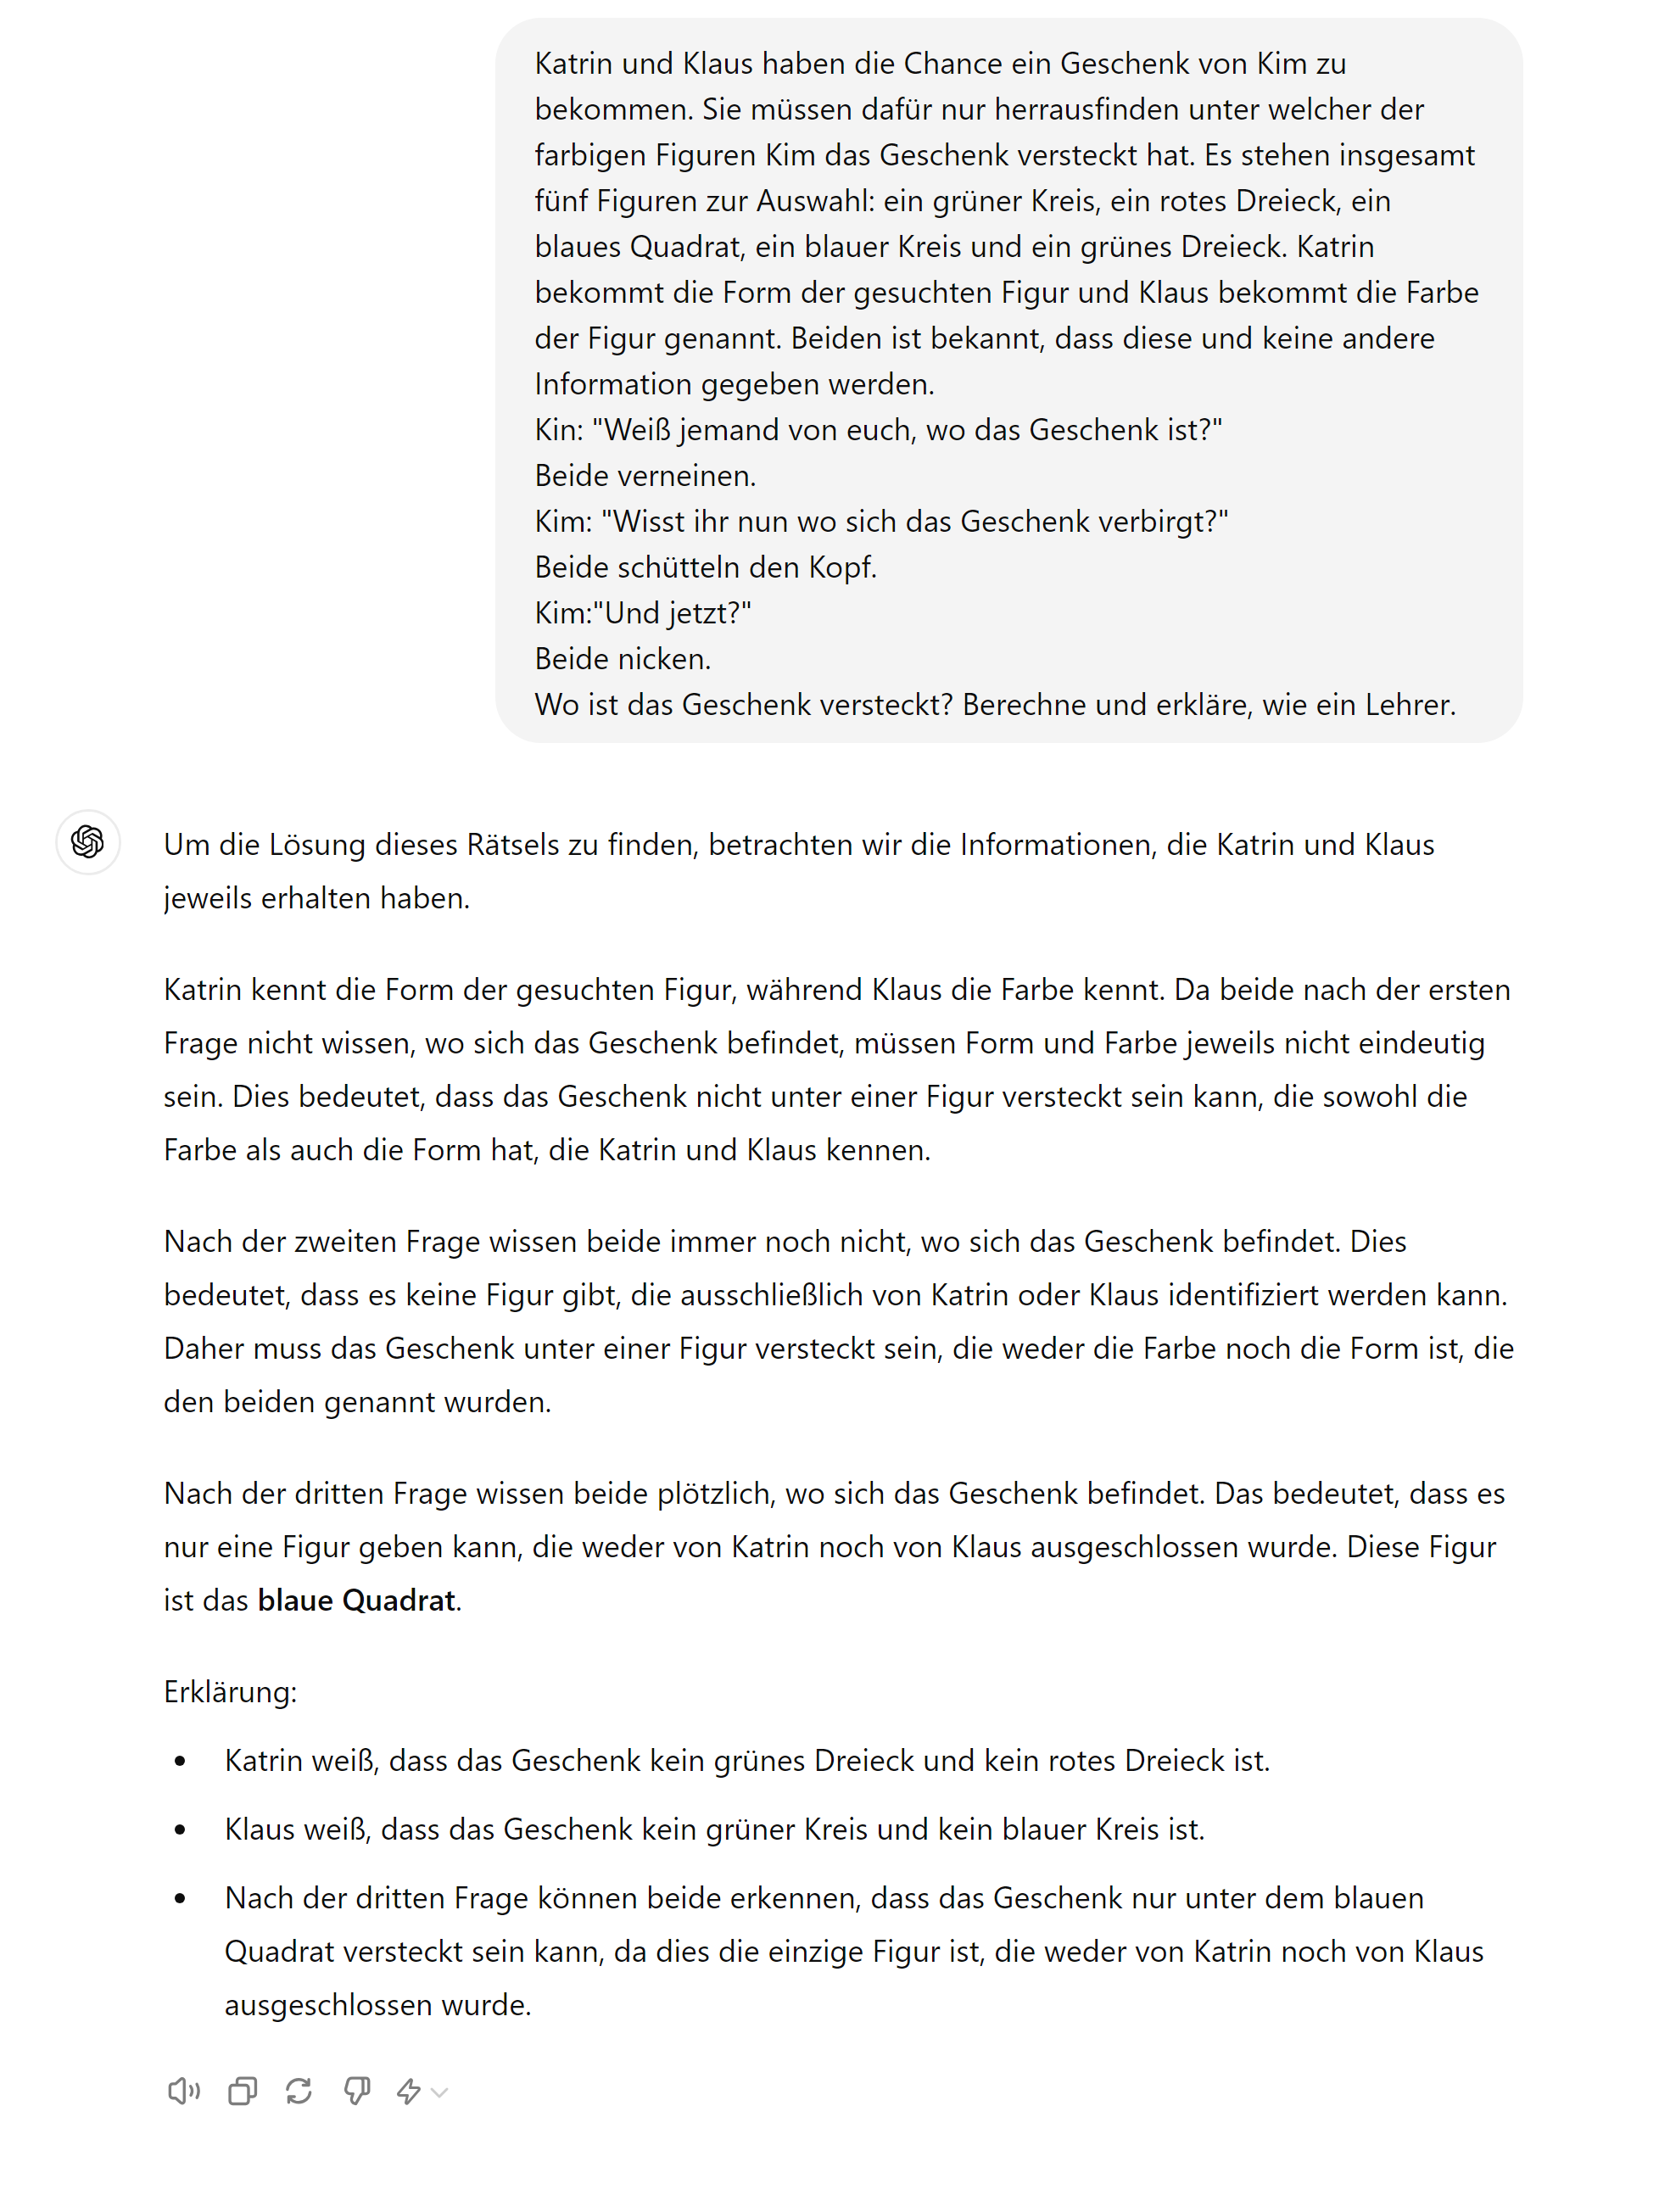 Katrin und Klaus haben die Chance ein Geschenk von Kim zu
bekommen. Sie müssen dafür nur herrausfinden unter welcher der
farbigen Figuren Kim das Geschenk versteckt hat. Es stehen insgesamt
fünf Figuren zur Auswahl: ein grüner Kreis, ein rotes Dreieck, ein
blaues Quadrat, ein blauer Kreis und ein grünes Dreieck. Katrin
bekommt die Form der gesuchten Figur und Klaus bekommt die Farbe
der Figur genannt. Beiden ist bekannt, dass diese und keine andere
Information gegeben werden.
Kin: "Weiß jemand von euch, wo das Geschenk ist?"
Beide verneinen.
Kim: "Wisst ihr nun wo sich das Geschenk verbirgt?"
Beide schütteln den Kopf.
Kim:"Und jetzt?"
Beide nicken.
Wo ist das Geschenk versteckt? Berechne und erkläre, wie ein Lehrer.
Um die Lösung dieses Rätsels zu finden, betrachten wir die Informationen, die Katrin und Klaus
jeweils erhalten haben.
Katrin kennt die Form der gesuchten Figur, während Klaus die Farbe kennt. Da beide nach der ersten
Frage nicht wissen, wo sich das Geschenk befindet, müssen Form und Farbe jeweils nicht eindeutig
sein. Dies bedeutet, dass das Geschenk nicht unter einer Figur versteckt sein kann, die sowohl die
Farbe als auch die Form hat, die Katrin und Klaus kennen.
Nach der zweiten Frage wissen beide immer noch nicht, wo sich das Geschenk befindet. Dies
bedeutet, dass es keine Figur gibt, die ausschließlich von Katrin oder Klaus identifiziert werden kann.
Daher muss das Geschenk unter einer Figur versteckt sein, die weder die Farbe noch die Form ist, die
den beiden genannt wurden.
Nach der dritten Frage wissen beide plötzlich, wo sich das Geschenk befindet. Das bedeutet, dass es
nur eine Figur geben kann, die weder von Katrin noch von Klaus ausgeschlossen wurde. Diese Figur
ist das blaue Quadrat.
Erklärung:
• Katrin weiß, dass das Geschenk kein grünes Dreieck und kein rotes Dreieck ist.
• Klaus weiß, dass das Geschenk kein grüner Kreis und kein blauer Kreis ist.
• Nach der dritten Frage können beide erkennen, dass das Geschenk nur unter dem blauen
Quadrat versteckt sein kann, da dies die einzige Figur ist, die weder von Katrin noch von Klaus
ausgeschlossen wurde.